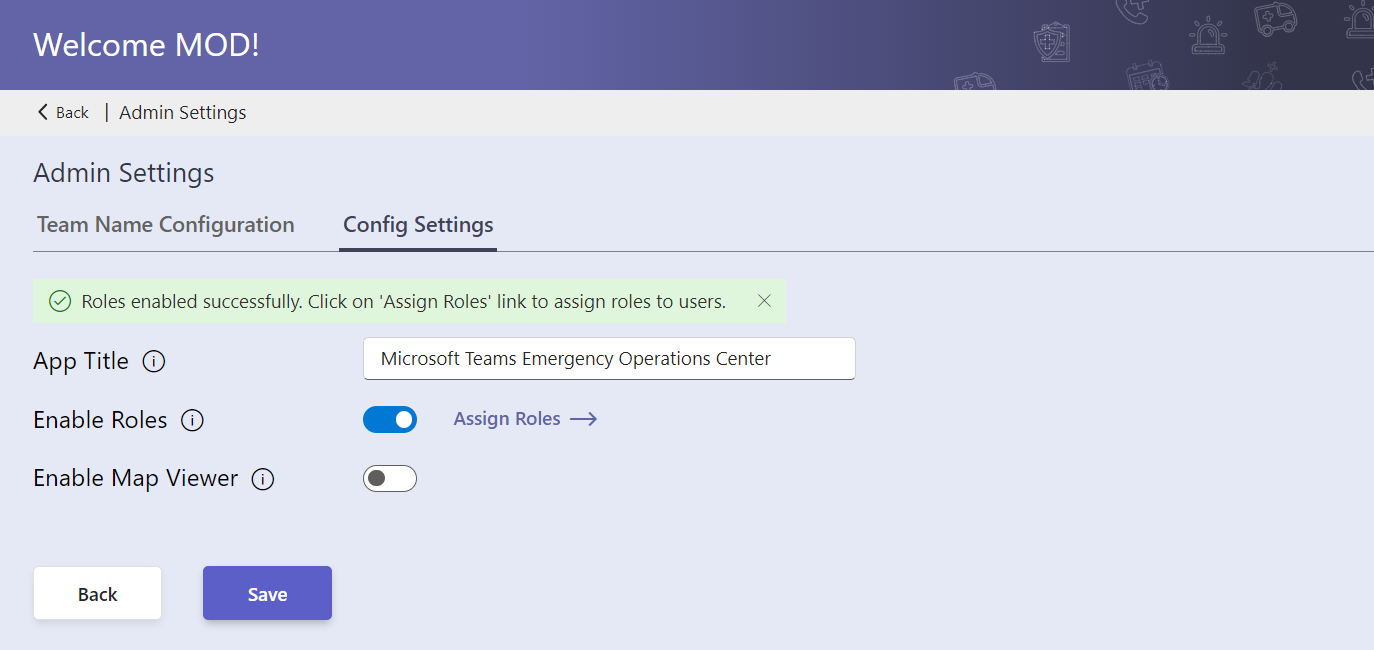 Welcome MOD!
Back | Admin Settings
Admin Settings
Team Name Configuration Config Settings
Roles enabled successfully. Click on 'Assign Roles' link to assign roles to users.
App Title Microsoft Teams Emergency Operations Center
Enable Roles Assign Roles
Enable Map Viewer
Back Save